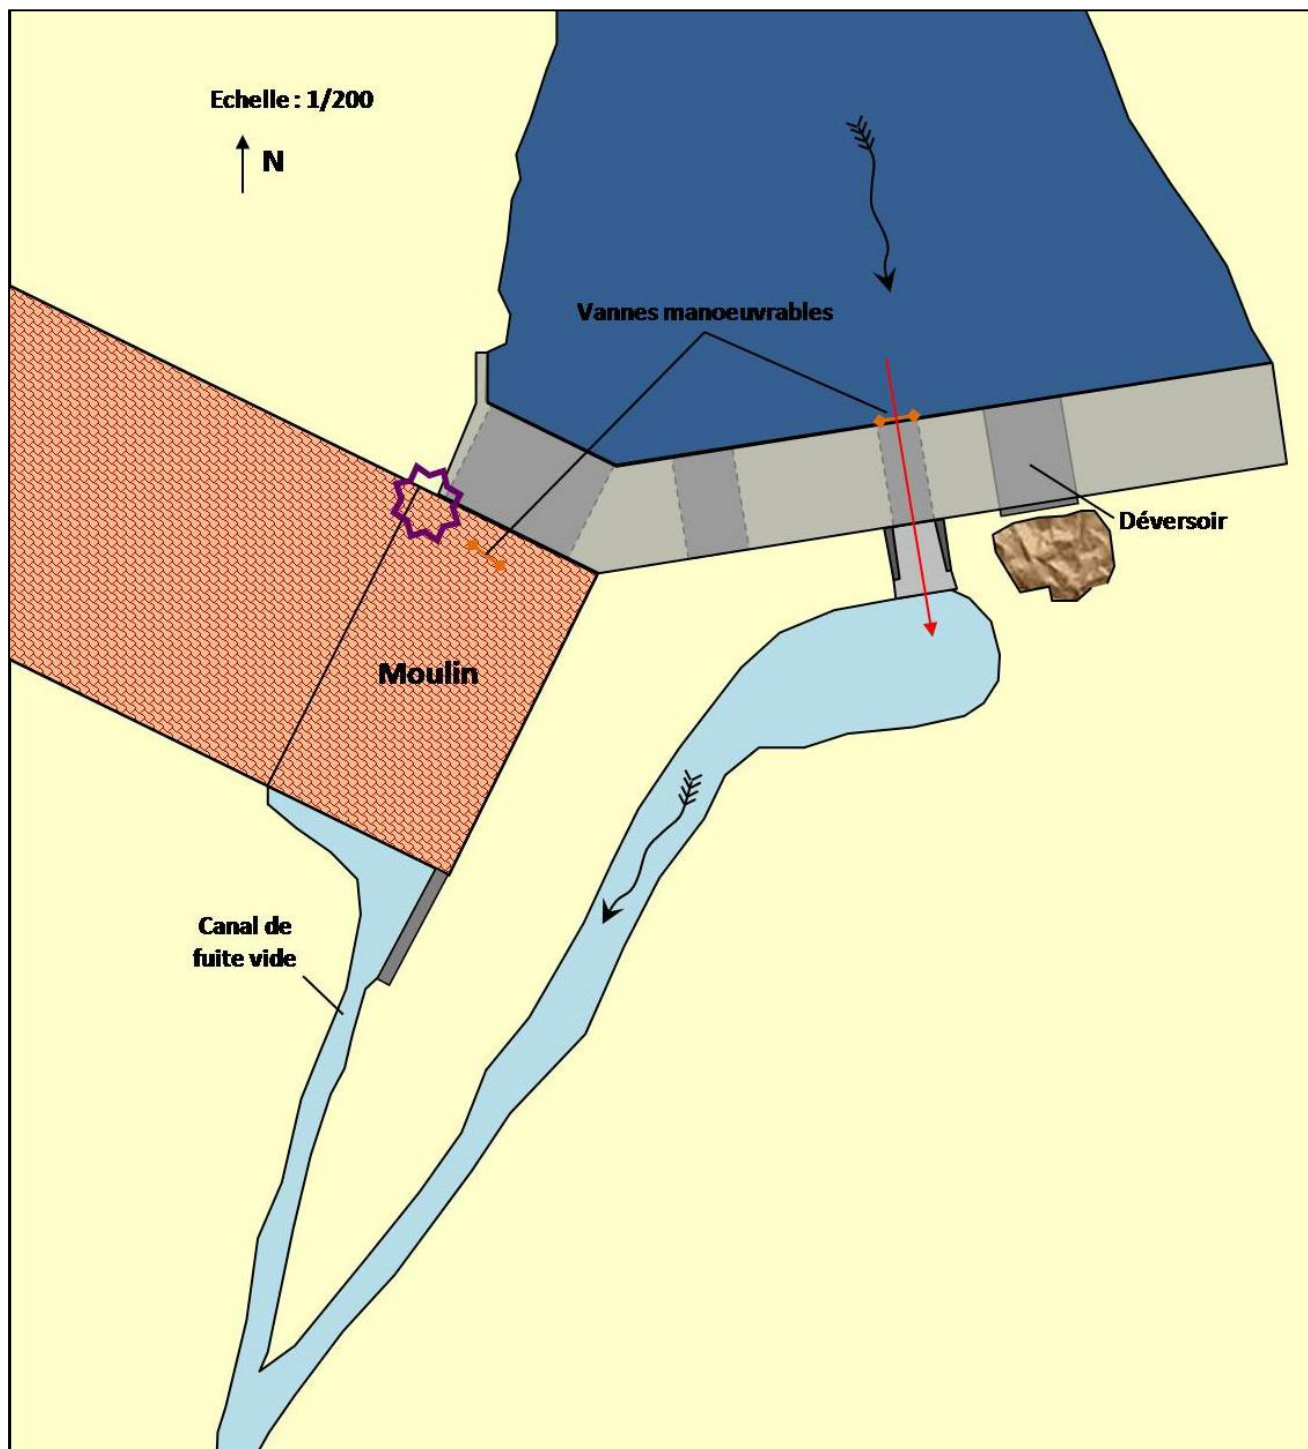 Echelle : 1/200
N
Vannes manoeuvrables
Déversoir
Moulin
Canal de
fuite vide